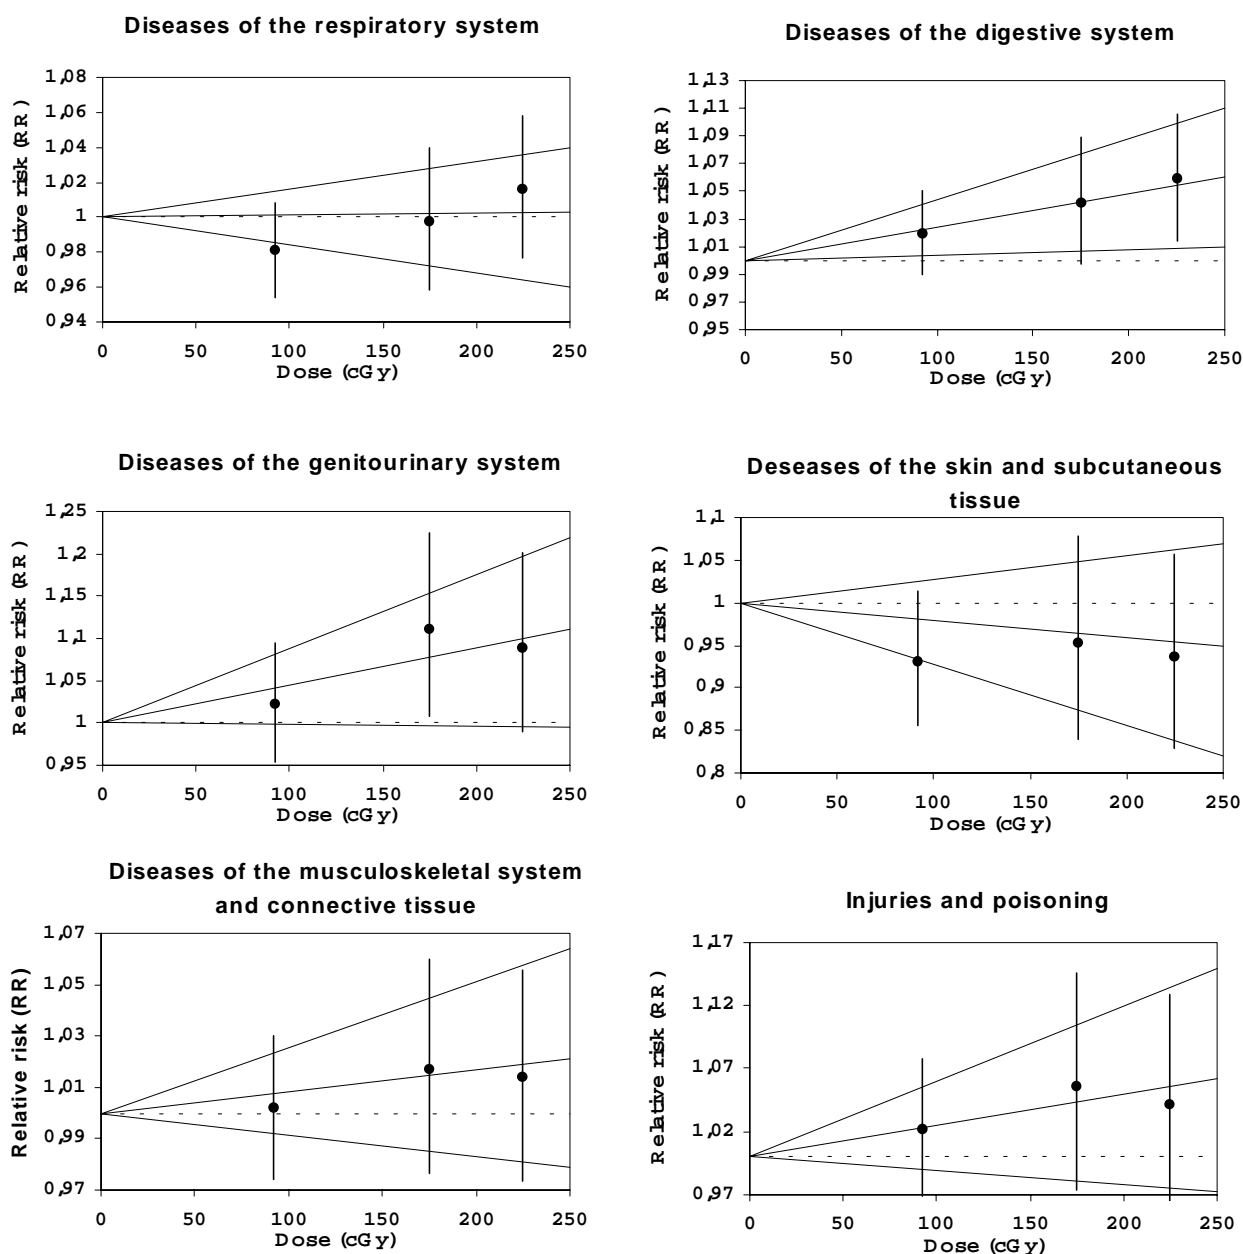 Diseases of the respiratory system
Relative risk (RR)
1,08
1,06
1,04
1,02
1
0,98
0,96
0,94
0 50 100 150 200 250
Dose (cGy)
Diseases of the digestive system
Relative risk (RR)
1,13
1,11
1,09
1,07
1,05
1,03
1,01
0,99
0,97
0,95
0 50 100 150 200 250
Dose (cGy)
Diseases of the genitourinary system
Relative risk (RR)
1,25
1,2
1,15
1,1
1,05
1
0,95
0 50 100 150 200 250
Dose (cGy)
Deseases of the skin and subcutaneous
tissue
Relative risk (RR)
1,1
1,05
1
0,95
0,9
0,85
0,8
0 50 100 150 200 250
Dose (cGy)
Diseases of the musculoskeletal system
and connective tissue
Relative risk (RR)
1,07
1,05
1,03
1,01
0,99
0,97
0 50 100 150 200 250
Dose (cGy)
Injuries and poisoning
Relative risk (RR)
1,17
1,12
1,07
1,02
0,97
0 50 100 150 200 250
Dose (cGy)